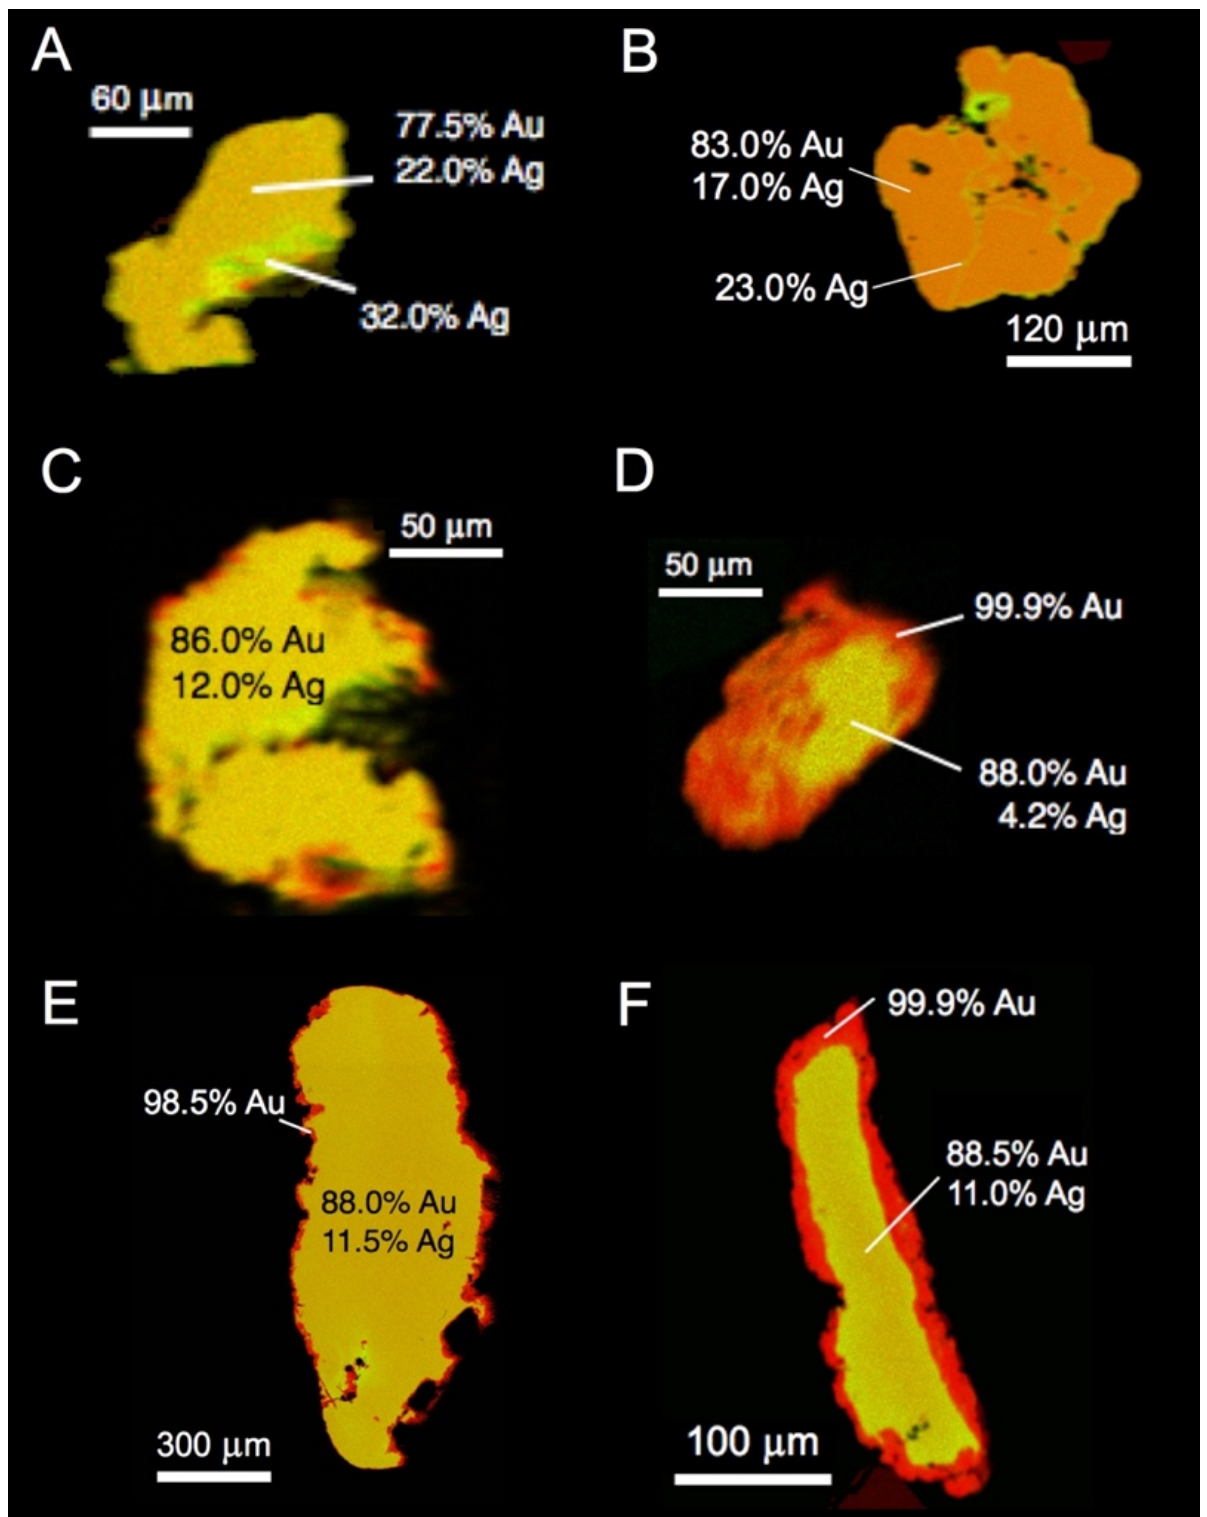 A
60 μm
77.5% Au
22.0% Ag
32.0% Ag
B
83.0% Au
17.0% Ag
23.0% Ag
120 μm
C
50 μm
86.0% Au
12.0% Ag
D
50 μm
99.9% Au
88.0% Au
4.2% Ag
E
98.5% Au
88.0% Au
11.5% Ag
300 μm
F
99.9% Au
88.5% Au
11.0% Ag
100 μm